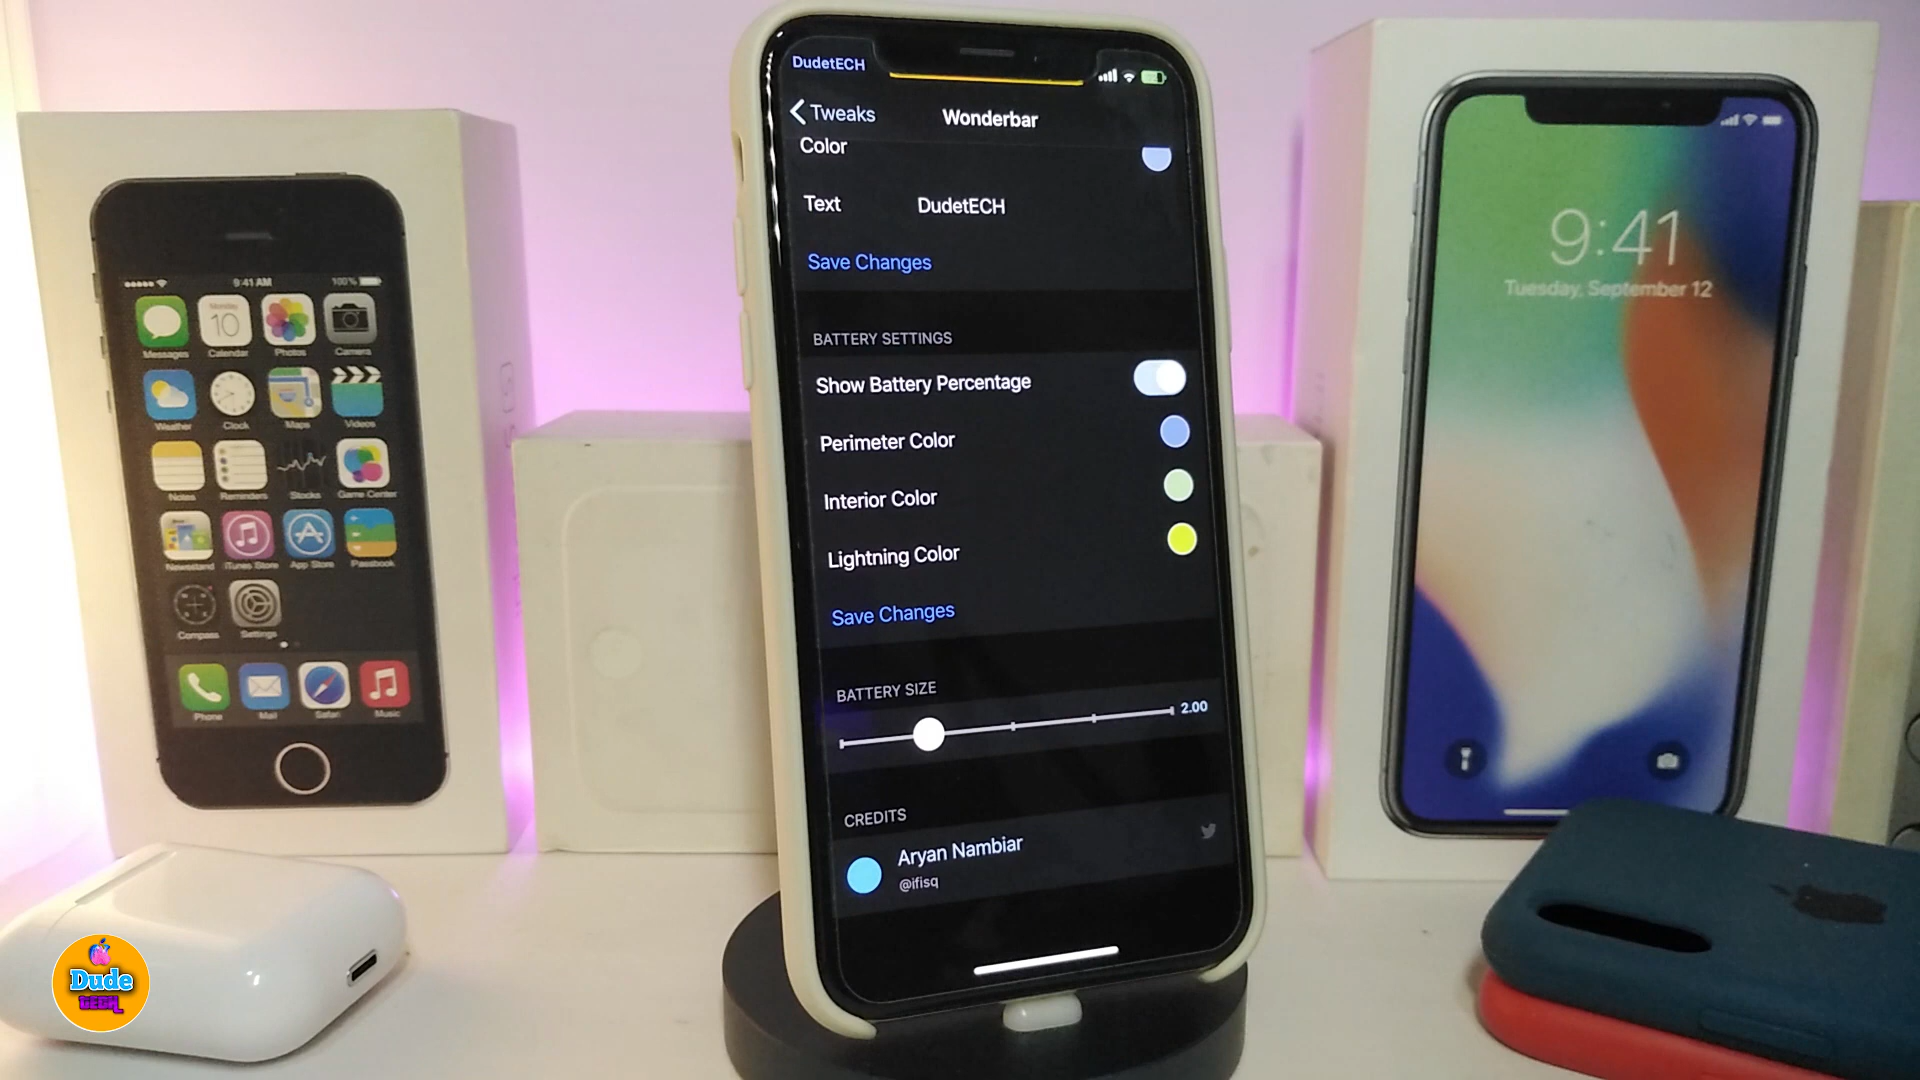 DudetECH
Tweaks
Wonderbar
Color
Text DudetECH
Save Changes
BATTERY SETTINGS
Show Battery Percentage
Perimeter Color
Interior Color
Lightning Color
Save Changes
BATTERY SIZE
2.00
CREDITS
Aryan Nambiar
@ifisq
9:41 AM 100%
Monday
10
Messages Calendar Photos Camera
Weather Clock Maps Videos
Notes Reminders Stocks Game Center
Newsstand iTunes Store App Store Passbook
Compass Settings
Phone Mail Safari Music
9:41
Tuesday, September 12
Dude
tECH